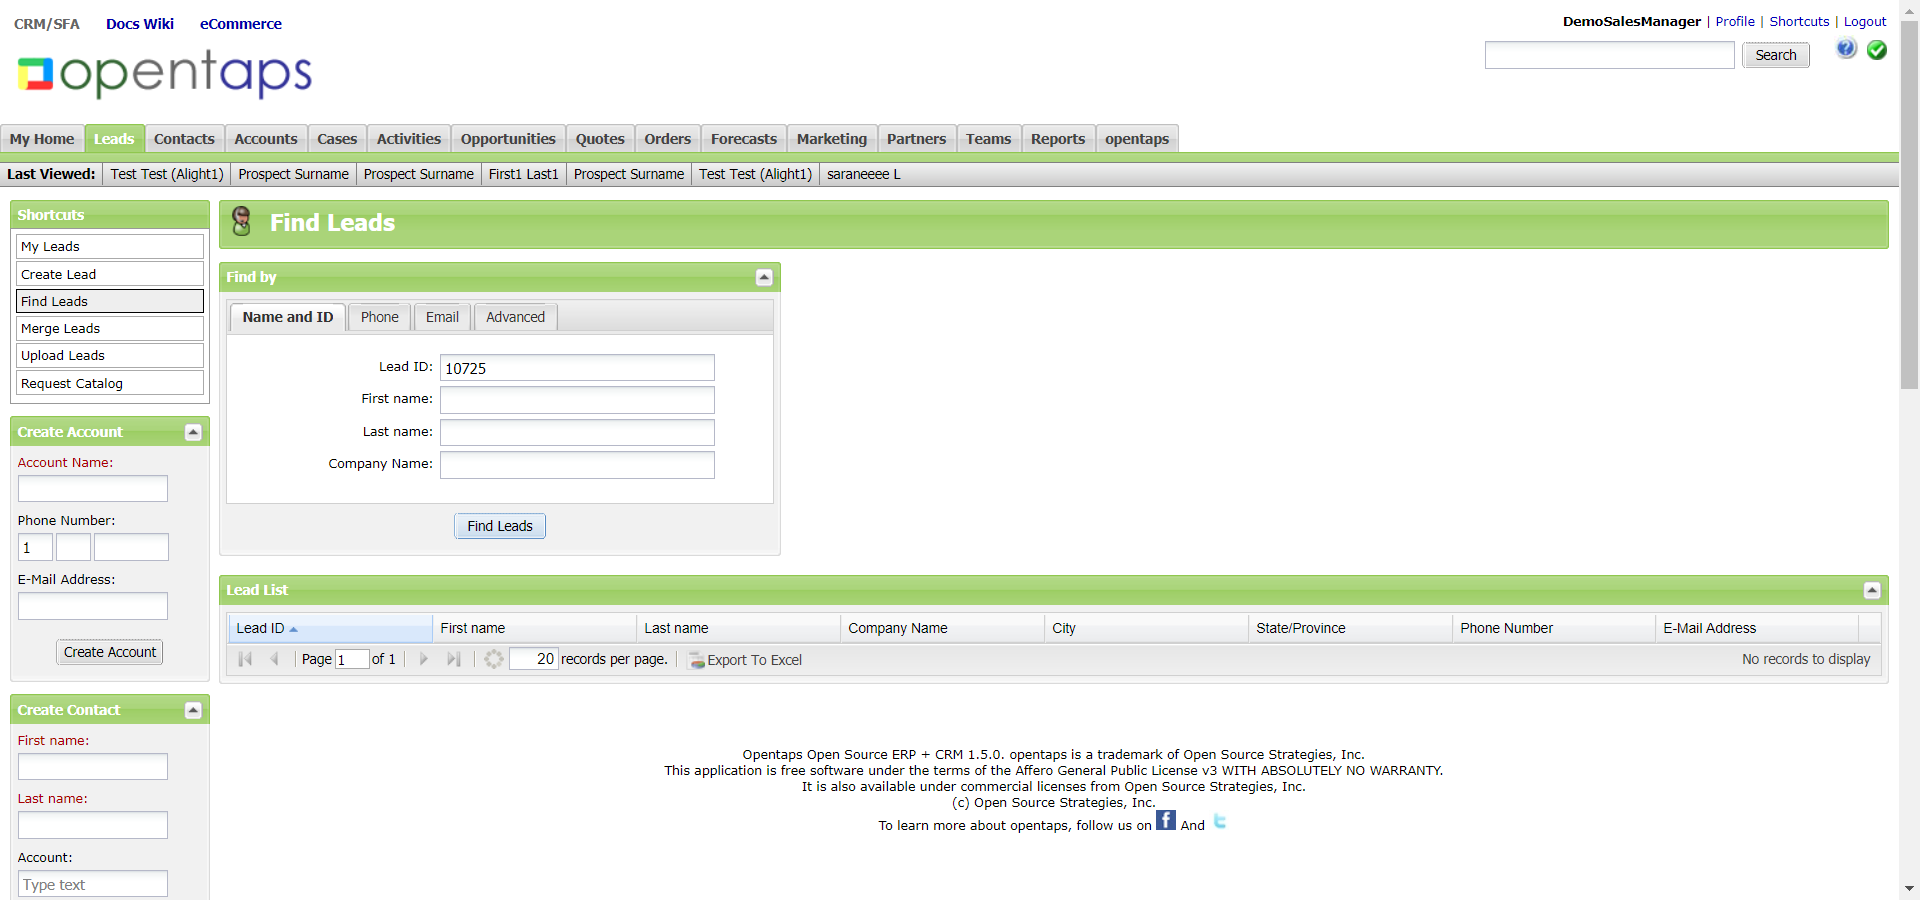 CRM/SFA Docs Wiki eCommerce
DemoSalesManager | Profile | Shortcuts | Logout
Search
opentaps
My Home Leads Contacts Accounts Cases Activities Opportunities Quotes Orders Forecasts Marketing Partners Teams Reports opentaps
Last Viewed: Test Test (Alight1) Prospect Surname Prospect Surname First1 Last1 Prospect Surname Test Test (Alight1) saraneeee L
Shortcuts
My Leads
Create Lead
Find Leads
Merge Leads
Upload Leads
Request Catalog
Create Account
Account Name:
Phone Number:
1
E-Mail Address:
Create Account
Create Contact
First name:
Last name:
Account:
Type text
Find Leads
Find by
Name and ID Phone Email Advanced
Lead ID: 10725
First name:
Last name:
Company Name:
Find Leads
Lead List
Lead ID First name Last name Company Name City State/Province Phone Number E-Mail Address
Page 1 of 1 20 records per page. Export To Excel No records to display
Opentaps Open Source ERP + CRM 1.5.0. opentaps is a trademark of Open Source Strategies, Inc.
This application is free software under the terms of the Affero General Public License v3 WITH ABSOLUTELY NO WARRANTY.
It is also available under commercial licenses from Open Source Strategies, Inc.
(c) Open Source Strategies, Inc.
To learn more about opentaps, follow us on f And t